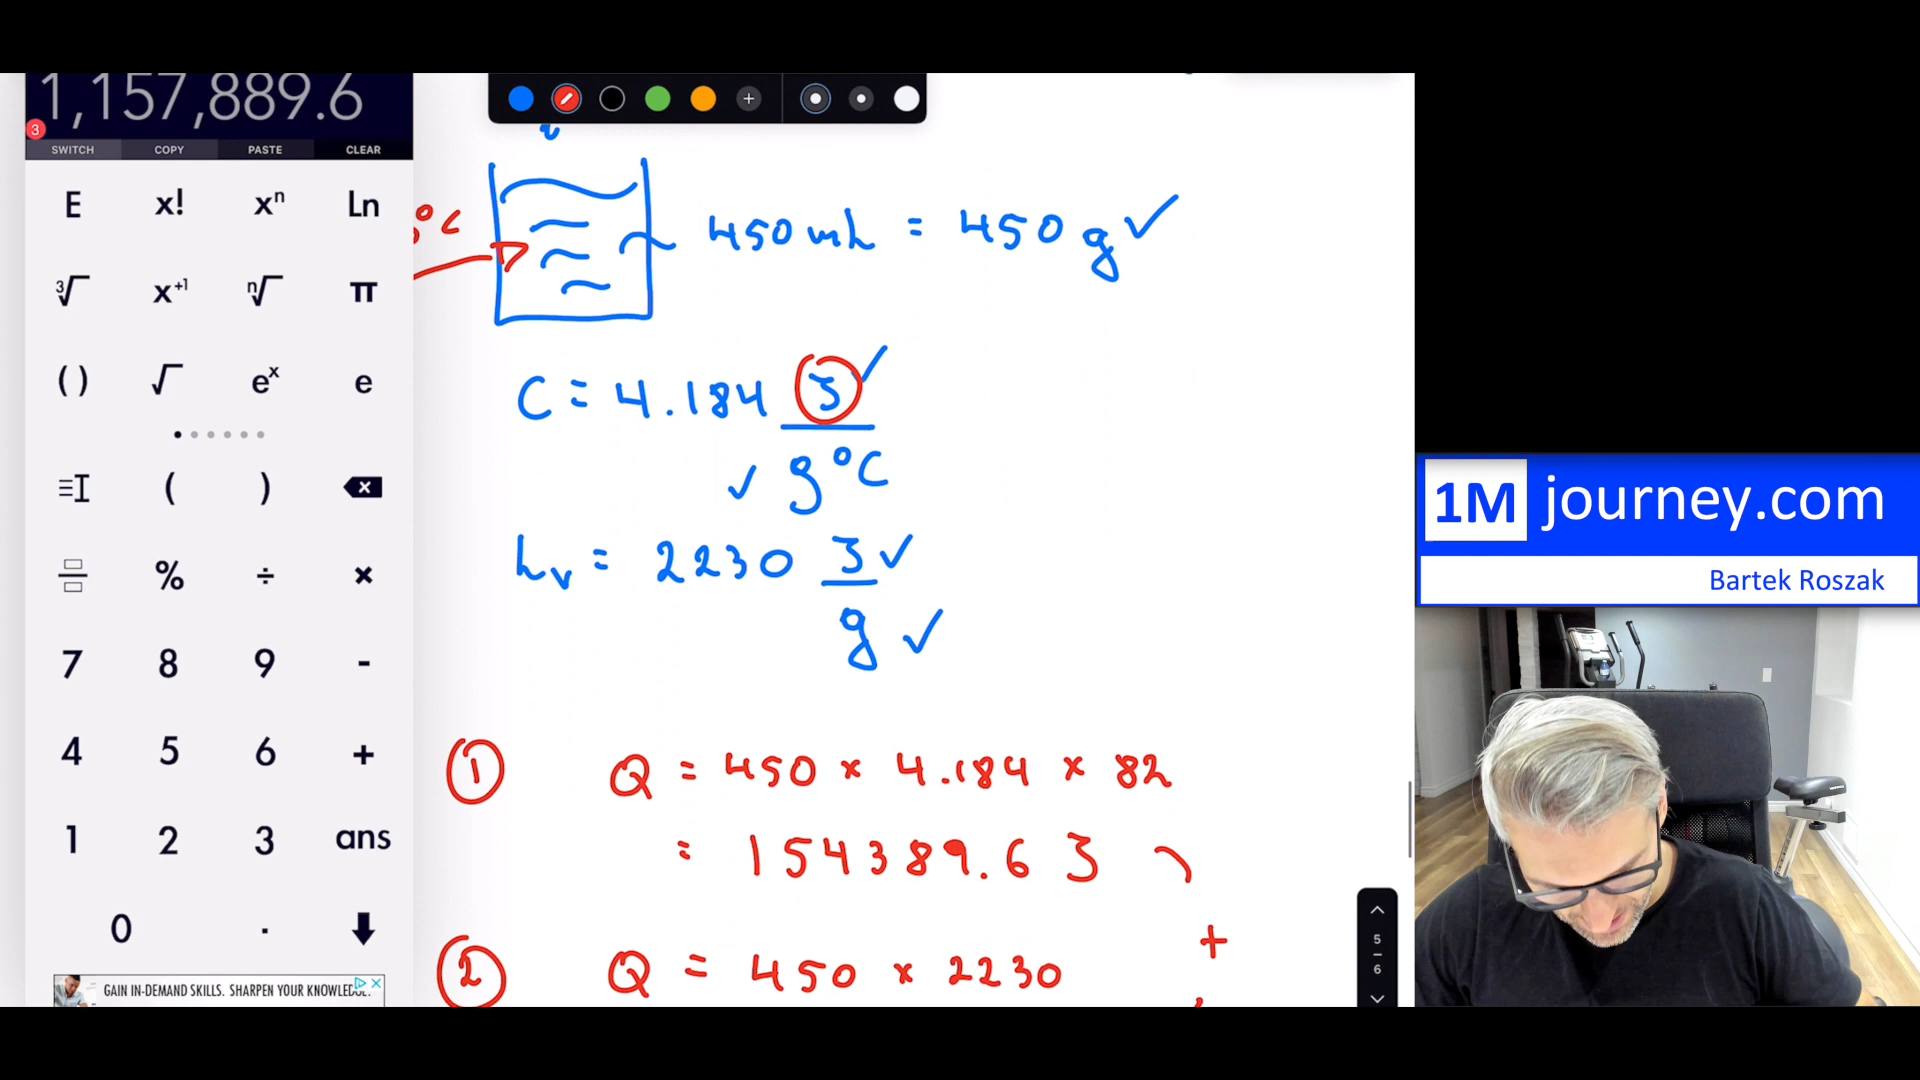 1,157,889.6
3
SWITCH COPY PASTE CLEAR
E x! xⁿ Ln
³√ x⁺¹ ⁿ√ π
() √ eˣ e
( )
% ÷ ×
7 8 9 -
4 5 6 +
1 2 3 ans
0 .
GAIN IN-DEMAND SKILLS. SHARPEN YOUR KNOWLEDGE.
°C
450 mL = 450 g ✓
C = 4.184 J ✓
✓ g °C
Lv = 2230 J ✓
g ✓
① Q = 450 × 4.184 × 82
= 154389.6 J
+
② Q = 450 × 2230
5
6
1M journey.com
Bartek Roszak